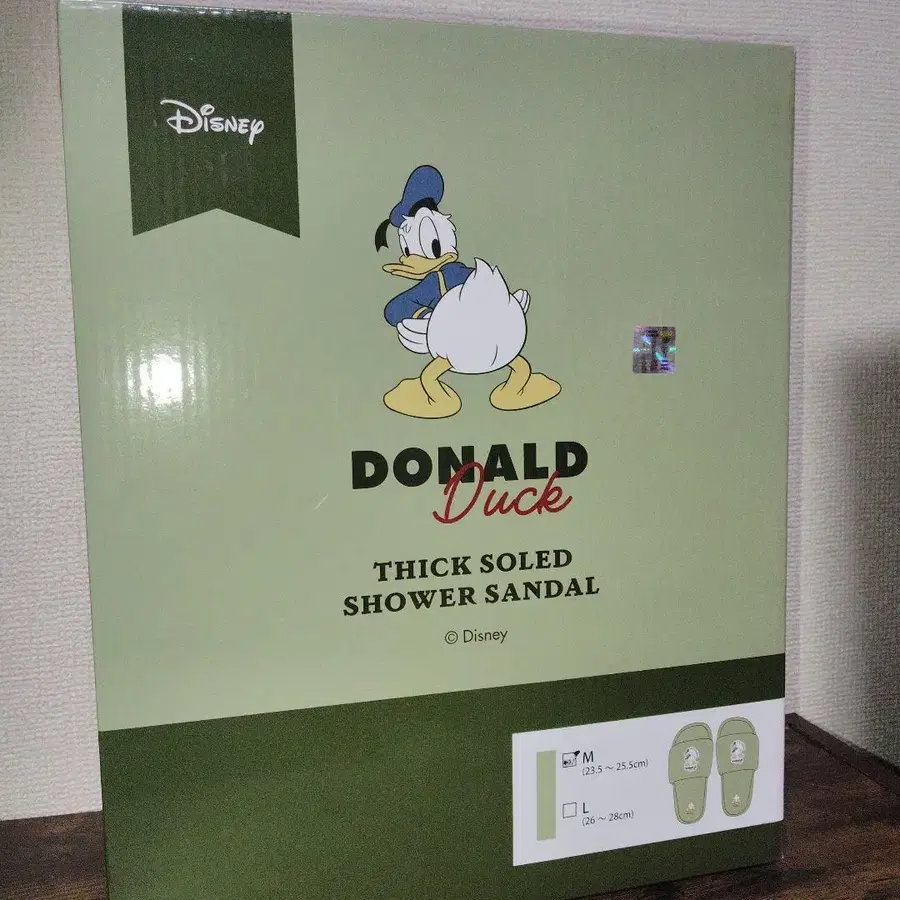 Disney
DONALD
Duck
THICK SOLED
SHOWER SANDAL
© Disney
M
(23.5 ～ 25.5cm)
L
(26 ～ 28cm)